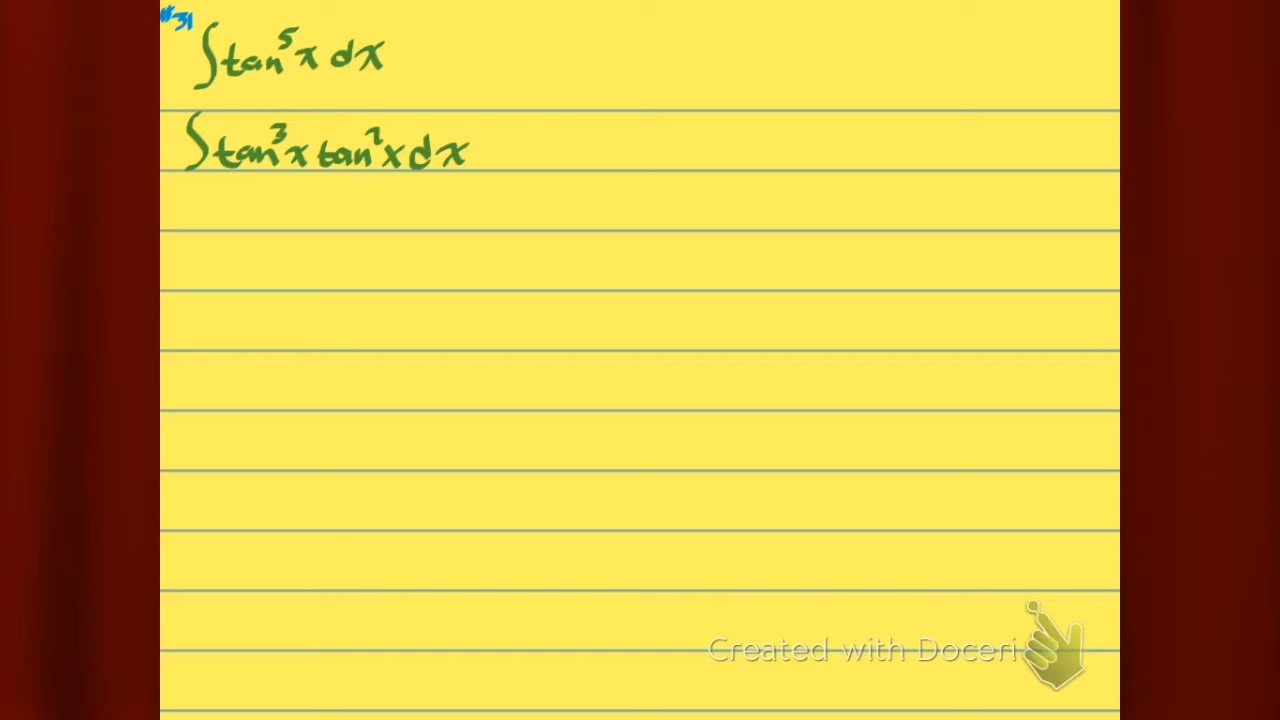 #31
∫tan⁵x dx
∫tan³x tan²x dx
Created with Doceri